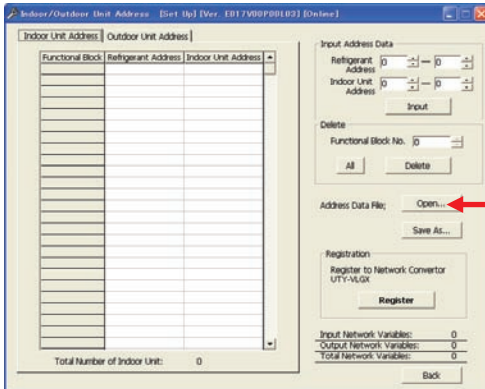 Indoor/Outdoor Unit Address [Set Up] [Ver. E017V00P00L03] [Online]
Indoor Unit Address Outdoor Unit Address
Functional Block Refrigerant Address Indoor Unit Address
Total Number of Indoor Unit: 0
Input Address Data
Refrigerant Address 0 — 0
Indoor Unit Address 0 — 0
Input
Delete
Functional Block No. 0
All Delete
Address Data File; Open...
Save As...
Registration
Register to Network Convertor
UTY-VLGX
Register
Input Network Variables: 0
Output Network Variables: 0
Total Network Variables: 0
Back